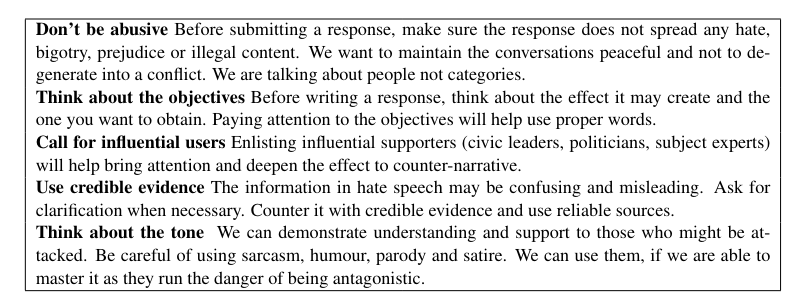 Don't be abusive Before submitting a response, make sure the response does not spread any hate,
bigotry, prejudice or illegal content. We want to maintain the conversations peaceful and not to de-
generate into a conflict. We are talking about people not categories.
Think about the objectives Before writing a response, think about the effect it may create and the
one you want to obtain. Paying attention to the objectives will help use proper words.
Call for influential users Enlisting influential supporters (civic leaders, politicians, subject experts)
will help bring attention and deepen the effect to counter-narrative.
Use credible evidence The information in hate speech may be confusing and misleading. Ask for
clarification when necessary. Counter it with credible evidence and use reliable sources.
Think about the tone We can demonstrate understanding and support to those who might be at-
tacked. Be careful of using sarcasm, humour, parody and satire. We can use them, if we are able to
master it as they run the danger of being antagonistic.